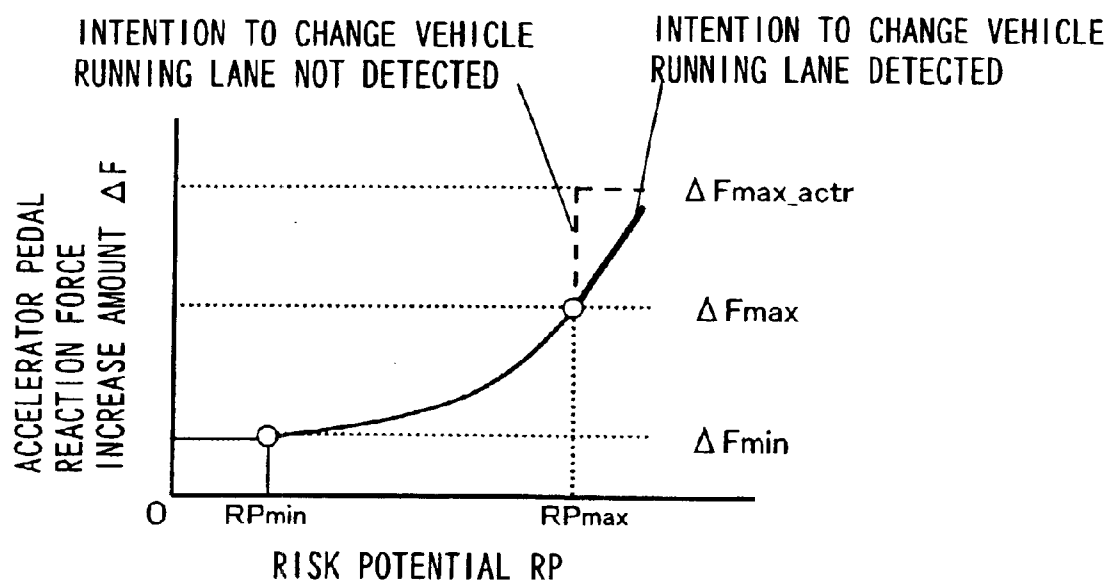 INTENTION TO CHANGE VEHICLE
RUNNING LANE NOT DETECTED
INTENTION TO CHANGE VEHICLE
RUNNING LANE DETECTED
ACCELERATOR PEDAL
REACTION FORCE
INCREASE AMOUNT ΔF
ΔFmax_actr
ΔFmax
ΔFmin
O
RPmin
RPmax
RISK POTENTIAL RP